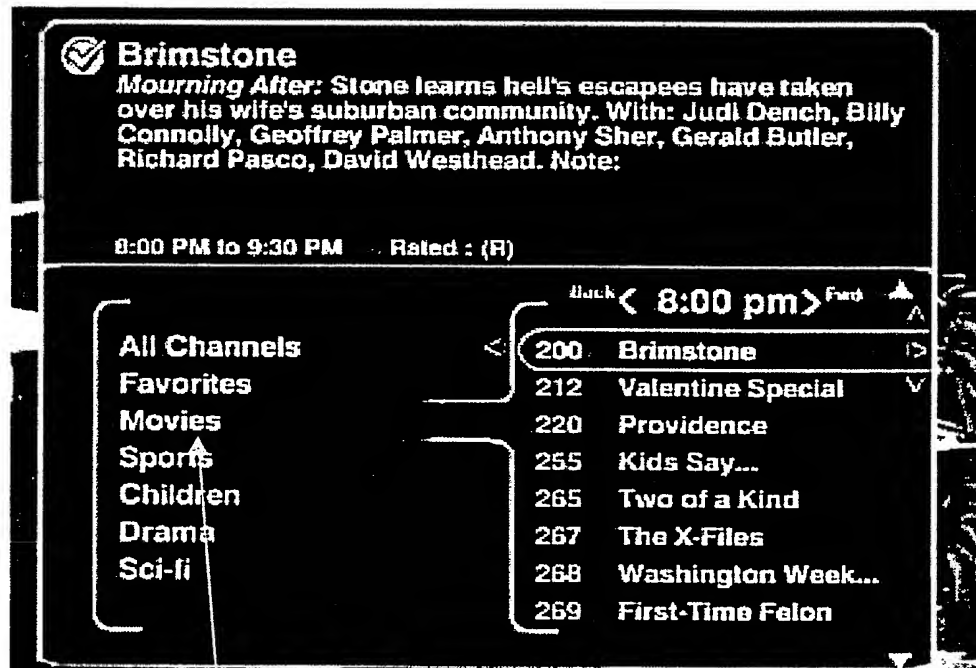 Brimstone
Mourning After: Stone learns hell's escapees have taken
over his wife's suburban community. With: Judi Dench, Billy
Connolly, Geoffrey Palmer, Anthony Sher, Gerald Butler,
Richard Pasco, David Westhead. Note:
8:00 PM to 9:30 PM Rated : (R)
Back < 8:00 pm > Fwd
All Channels
Favorites
Movies
Sports
Children
Drama
Sci-fi
200 Brimstone
212 Valentine Special
220 Providence
255 Kids Say...
265 Two of a Kind
267 The X-Files
268 Washington Week...
269 First-Time Felon